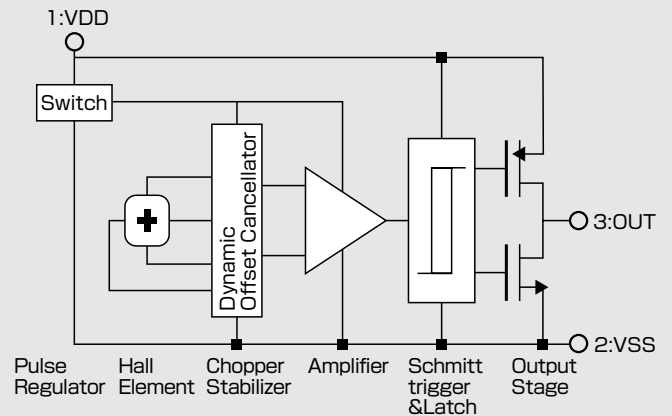 1:VDD
Switch
Dynamic
Offset Cancellator
3:OUT
2:VSS
Pulse
Regulator
Hall
Element
Chopper
Stabilizer
Amplifier
Schmitt
trigger
&Latch
Output
Stage